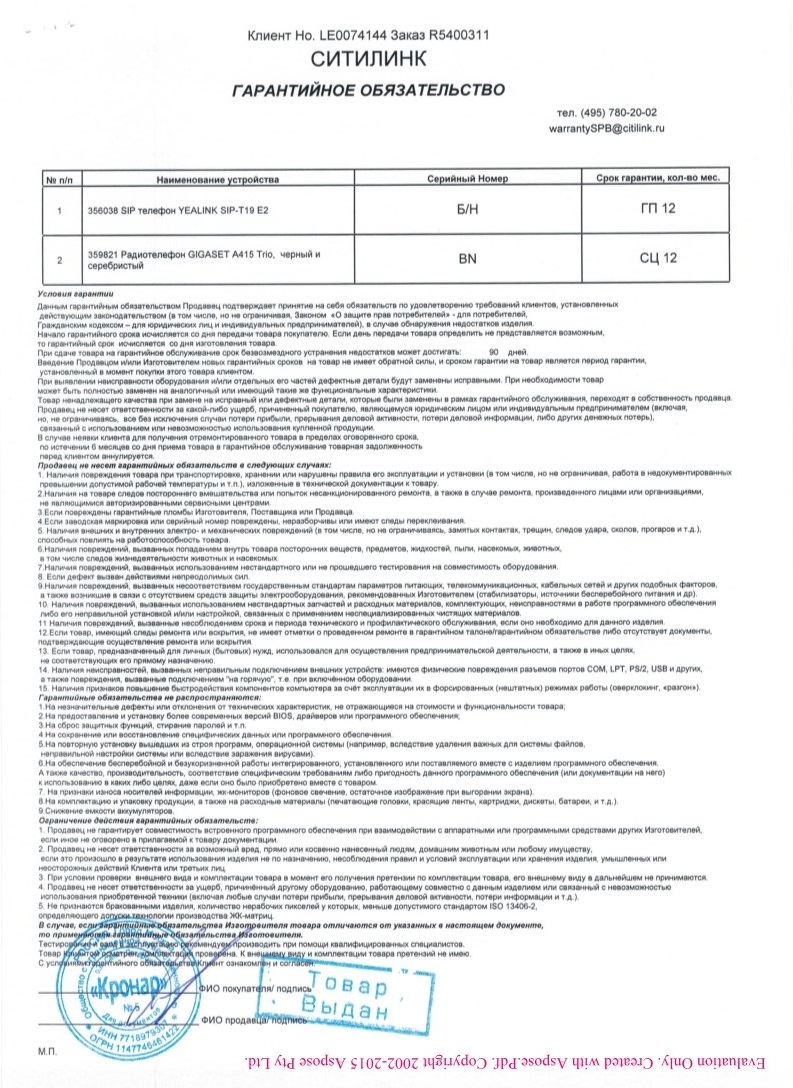 Клиент Но. LE0074144 Заказ R5400311
СИТИЛИНК
ГАРАНТИЙНОЕ ОБЯЗАТЕЛЬСТВО
тел. (495) 780-20-02
warrantySPB@citilink.ru
№ п/п Наименование устройства Серийный Номер Срок гарантии, кол-во мес.
1 356038 SIP телефон YEALINK SIP-T19 E2 Б/Н ГП 12
2 359821 Радиотелефон GIGASET A415 Trio, черный и серебристый BN СЦ 12
Условия гарантии
Данным гарантийным обязательством Продавец подтверждает принятие на себя обязательств по удовлетворению требований клиентов, установленных
действующим законодательством (в том числе, но не ограничивая, Законом «О защите прав потребителей» - для потребителей,
Гражданским кодексом – для юридических лиц и индивидуальных предпринимателей), в случае обнаружения недостатков изделия.
Начало гарантийного срока исчисляется со дня передачи товара покупателю. Если день передачи товара определить не представляется возможным,
то гарантийный срок исчисляется со дня изготовления товара.
При сдаче товара на гарантийное обслуживание срок безвозмездного устранения недостатков может достигать: 90 дней.
Введение Продавцом и/или Изготовителем новых гарантийных сроков на товар не имеет обратной силы, и сроком гарантии на товар является период гарантии,
установленный в момент покупки этого товара клиентом.
При выявлении неисправности оборудования и/или отдельных его частей дефектные детали будут заменены исправными. При необходимости товар
может быть полностью заменен на аналогичный или имеющий такие же функциональные характеристики.
Товар ненадлежащего качества при замене на исправный или дефектные детали, которые были заменены в рамках гарантийного обслуживания, переходят в собственность продавца.
Продавец не несет ответственности за какой-либо ущерб, причиненный покупателю, являющемуся юридическим лицом или индивидуальным предпринимателем (включая,
но, не ограничиваясь, все без исключения случаи потери прибыли, прерывания деловой активности, потери деловой информации, либо других денежных потерь),
связанный с использованием или невозможностью использования купленной продукции.
В случае неявки клиента для получения отремонтированного товара в пределах оговоренного срока,
по истечении 6 месяцев со дня приема товара в гарантийное обслуживание товарная задолженность
перед клиентом аннулируется.
Продавец не несет гарантийных обязательств в следующих случаях:
1. Наличия повреждения товара при транспортировке, хранении или нарушены правила его эксплуатации и установки (в том числе, но не ограничивая, работа в недокументированных
превышении допустимой рабочей температуры и т.п.), изложенные в технической документации к товару.
2.Наличия на товаре следов постороннего вмешательства или попыток несанкционированного ремонта, а также в случае ремонта, произведенного лицами или организациями,
не являющимися авторизированными сервисными центрами.
3.Если повреждены гарантийные пломбы Изготовителя, Поставщика или Продавца.
4.Если заводская маркировка или серийный номер повреждены, неразборчивы или имеют следы переклеивания.
5. Наличия внешних и внутренних электро- и механических повреждений (в том числе, но не ограничиваясь, замятых контактах, трещин, следов удара, сколов, прогаров и т.д.),
способных повлиять на работоспособность товара.
6.Наличия повреждений, вызванных попаданием внутрь товара посторонних веществ, предметов, жидкостей, пыли, насекомых, животных,
в том числе следов жизнедеятельности животных и насекомых.
7.Наличия повреждений, вызванных использованием нестандартного или не прошедшего тестирования на совместимость оборудования.
8. Если дефект вызван действиями непреодолимых сил.
9.Наличия повреждений, вызванных несоответствием государственным стандартам параметров питающих, телекоммуникационных, кабельных сетей и других подобных факторов,
а также возникшие в связи с отсутствием средств защиты электрооборудования, рекомендованных Изготовителем (стабилизаторы, источники бесперебойного питания и др).
10. Наличия повреждений, вызванных использованием нестандартных запчастей и расходных материалов, комплектующих, неисправностями в работе программного обеспечения
либо его неправильной установкой и/или настройкой, связанных с применением неспециализированных чистящих материалов.
11 Наличия повреждений, вызванные несоблюдением срока и периода технического и профилактического обслуживания, если оно необходимо для данного изделия.
12.Если товар, имеющий следы ремонта или вскрытия, не имеет отметки о проведенном ремонте в гарантийном талоне/гарантийном обязательстве либо отсутствует документы,
подтверждающие осуществление ремонта или вскрытия.
13. Если товар, предназначенный для личных (бытовых) нужд, использовался для осуществления предпринимательской деятельности, а также в иных целях,
не соответствующих его прямому назначению.
14. Наличия неисправностей, вызванных неправильным подключением внешних устройств: имеются физические повреждения разъемов портов COM, LPT, PS/2, USB и других,
а также повреждения, вызванные подключением "на горячую", т.е. при включённом оборудовании.
15. Наличия признаков повышение быстродействия компонентов компьютера за счёт эксплуатации их в форсированных (нештатных) режимах работы (оверклокинг, «разгон»).
Гарантийные обязательства не распространяются:
1.На незначительные дефекты или отклонения от технических характеристик, не отражающиеся на стоимости и функциональности товара;
2.На предоставление и установку более современных версий BIOS, драйверов или программного обеспечения;
3.На сброс защитных функций, стирание паролей и т.п.
4.На сохранение или восстановление специфических данных или программного обеспечения.
5.На повторную установку вышедших из строя программ, операционной системы (например, вследствие удаления важных для системы файлов,
неправильной настройки системы или вследствие заражения вирусами).
6.На обеспечение бесперебойной и безукоризненной работы интегрированного, установленного или поставляемого вместе с изделием программного обеспечения.
А также качество, производительность, соответствие специфическим требованиям либо пригодность данного программного обеспечения (или документации на него)
к использованию в каких либо целях, даже если оно было приобретено вместе с товаром.
7. На признаки износа носителей информации, жк-мониторов (фоновое свечение, остаточное изображение при выгорании экрана).
8.На комплектацию и упаковку продукции, а также на расходные материалы (печатающие головки, красящие ленты, картриджи, дискеты, батареи, и т.д.).
9.Снижение емкости аккумуляторов.
Ограничение действия гарантийных обязательств:
1. Продавец не гарантирует совместимость встроенного программного обеспечения при взаимодействии с аппаратными или программными средствами других Изготовителей,
если иное не оговорено в прилагаемой к товару документации.
2. Продавец не несет ответственности за возможный вред, прямо или косвенно нанесенный людям, домашним животным или любому имуществу,
если это произошло в результате использования изделия не по назначению, несоблюдения правил и условий эксплуатации или хранения изделия, умышленных или
неосторожных действий Клиента или третьих лиц.
3. При условии проверки внешнего вида и комплектации товара в момент его получения претензии по комплектации товара, его внешнему виду в дальнейшем не принимаются.
4. Продавец не несет ответственности за ущерб, причинённый другому оборудованию, работающему совместно с данным изделием или связанный с невозможностью
использования приобретенной техники (включая любые случаи потери прибыли, прерывания деловой активности, потери информации и т.д.).
5. Не признаются бракованными изделия, количество нерабочих пикселей у которых, меньше допустимого стандартом ISO 13406-2,
определяющего допуски технологии производства ЖК-матриц.
В случае, если гарантийные обязательства Изготовителя товара отличаются от указанных в настоящем документе,
то применяются гарантийные обязательства Изготовителя.
Тестирование и ввод в эксплуатацию рекомендуем производить при помощи квалифицированных специалистов.
Товар Клиентом осмотрен, комплектация проверена. К внешнему виду и комплектации товара претензий не имею.
С условиями гарантийного обязательства Клиент ознакомлен и согласен.
ФИО покупателя/ подпись
ФИО продавца/ подпись
М.П.
«Кронар»
№5
Для документов
ИНН 7718979307
ОГРН 1147746481422
Товар
Выдан
Evaluation Only. Created with Aspose.Pdf. Copyright 2002-2015 Aspose Pty Ltd.